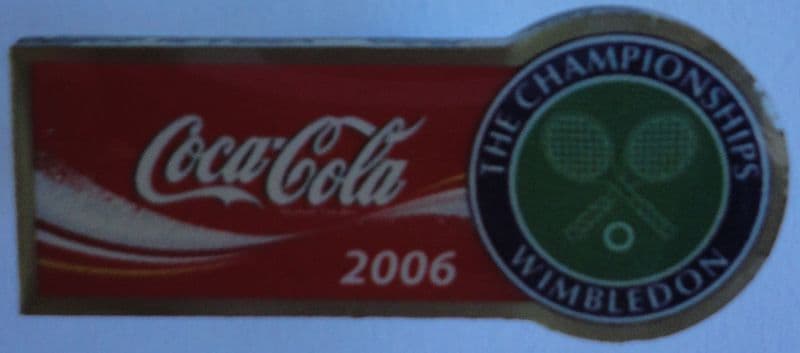 Coca-Cola
2006
THE CHAMPIONSHIPS
WIMBLEDON